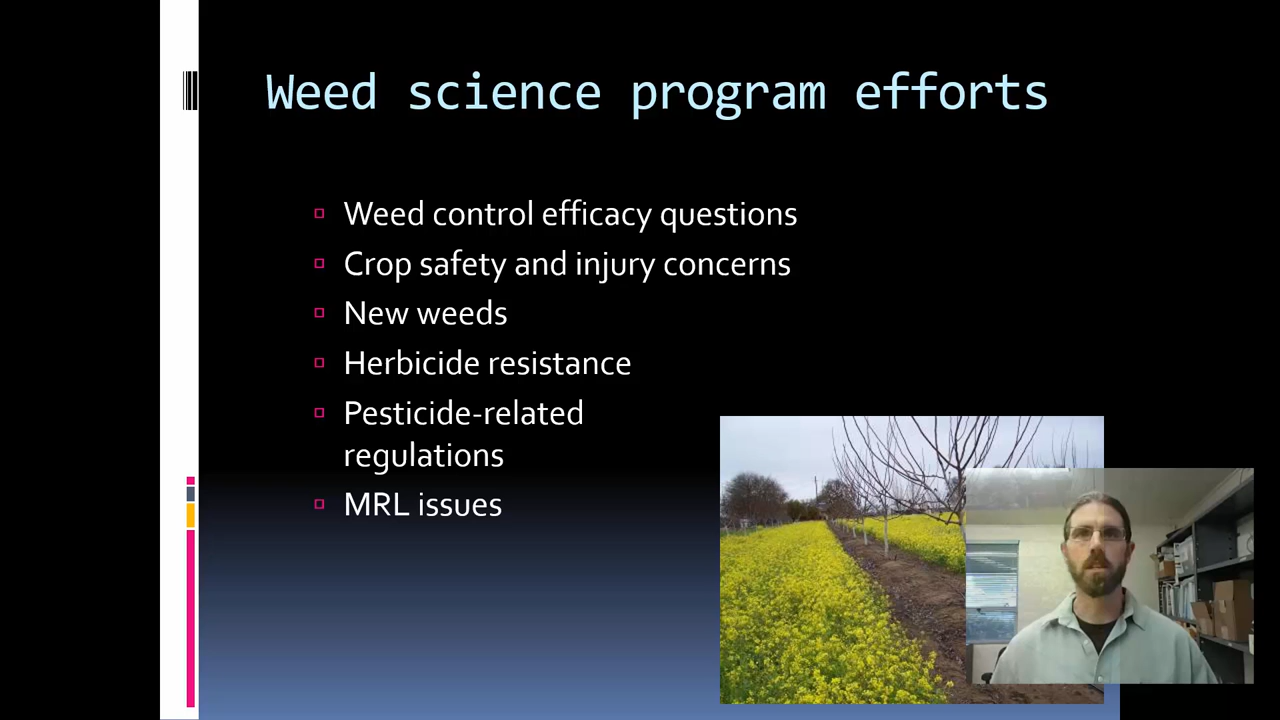 Weed science program efforts
Weed control efficacy questions
Crop safety and injury concerns
New weeds
Herbicide resistance
Pesticide-related
regulations
MRL issues